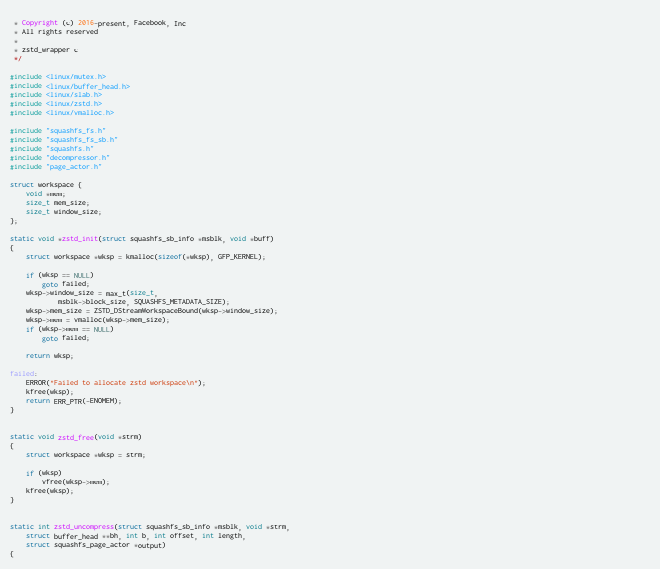 * Copyright (c) 2016-present, Facebook, Inc
* All rights reserved
*
* zstd_wrapper c
*/
#include <linux/mutex.h>
#include <linux/buffer_head.h>
#include <linux/slab.h>
#include <linux/zstd.h>
#include <linux/vmalloc.h>
#include "squashfs_fs.h"
#include "squashfs_fs_sb.h"
#include "squashfs.h"
#include "decompressor.h"
#include "page_actor.h"
struct workspace {
void *mem;
size_t mem_size;
size_t window_size;
};
static void *zstd_init(struct squashfs_sb_info *msblk, void *buff)
{
struct workspace *wksp = kmalloc(sizeof(*wksp), GFP_KERNEL);
if (wksp == NULL)
goto failed;
wksp->window_size = max_t(size_t,
msblk->block_size, SQUASHFS_METADATA_SIZE);
wksp->mem_size = ZSTD_DStreamWorkspaceBound(wksp->window_size);
wksp->mem = vmalloc(wksp->mem_size);
if (wksp->mem == NULL)
goto failed;
return wksp;
failed:
ERROR("Failed to allocate zstd workspace\n");
kfree(wksp);
return ERR_PTR(-ENOMEM);
}
static void zstd_free(void *strm)
{
struct workspace *wksp = strm;
if (wksp)
vfree(wksp->mem);
kfree(wksp);
}
static int zstd_uncompress(struct squashfs_sb_info *msblk, void *strm,
struct buffer_head **bh, int b, int offset, int length,
struct squashfs_page_actor *output)
{